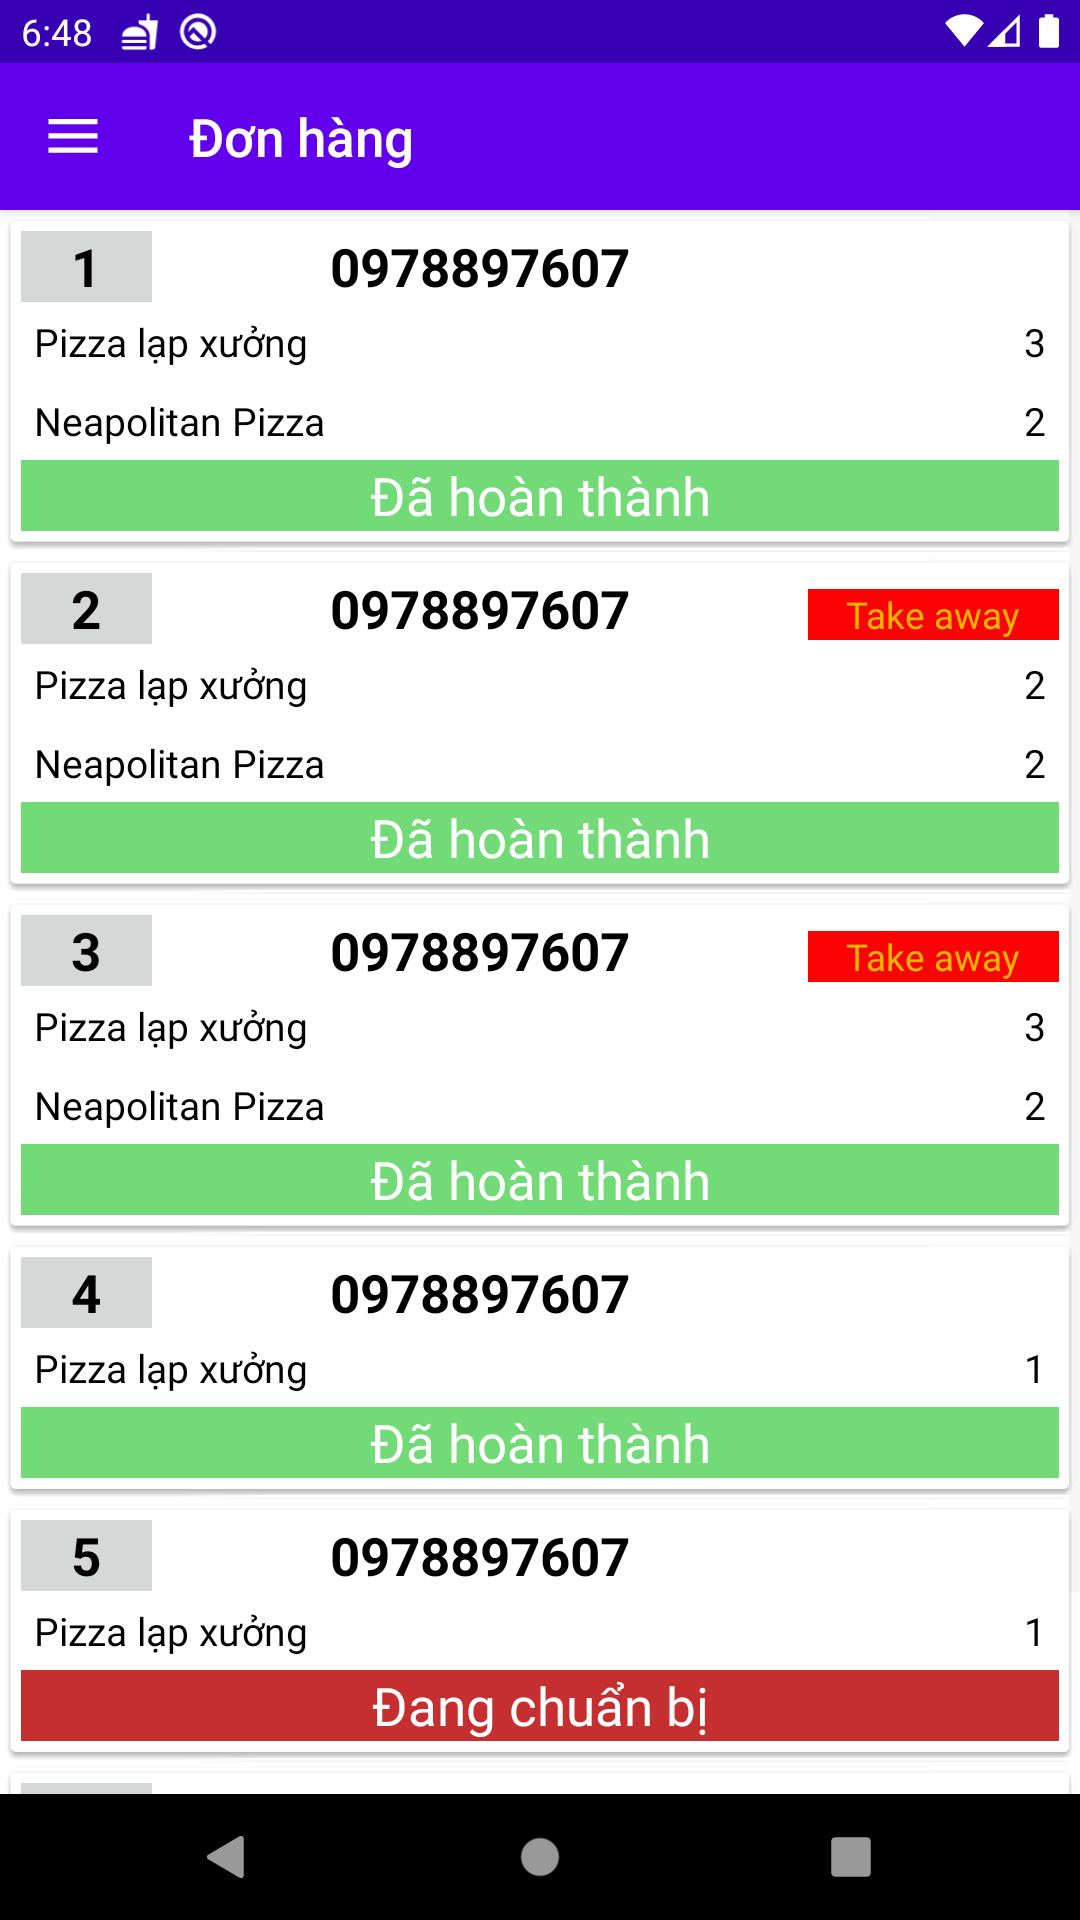 6:48
Đơn hàng
1 0978897607
Pizza lạp xưởng 3
Neapolitan Pizza 2
Đã hoàn thành
2 0978897607 Take away
Pizza lạp xưởng 2
Neapolitan Pizza 2
Đã hoàn thành
3 0978897607 Take away
Pizza lạp xưởng 3
Neapolitan Pizza 2
Đã hoàn thành
4 0978897607
Pizza lạp xưởng 1
Đã hoàn thành
5 0978897607
Pizza lạp xưởng 1
Đang chuẩn bị